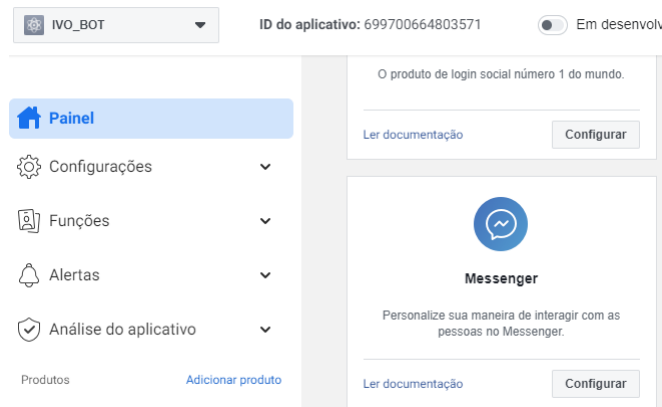 IVO_BOT
ID do aplicativo: 699700664803571
Em desenvolv
Painel
Configurações
Funções
Alertas
Análise do aplicativo
Produtos
Adicionar produto
O produto de login social número 1 do mundo.
Ler documentação
Configurar
Messenger
Personalize sua maneira de interagir com as
pessoas no Messenger.
Ler documentação
Configurar